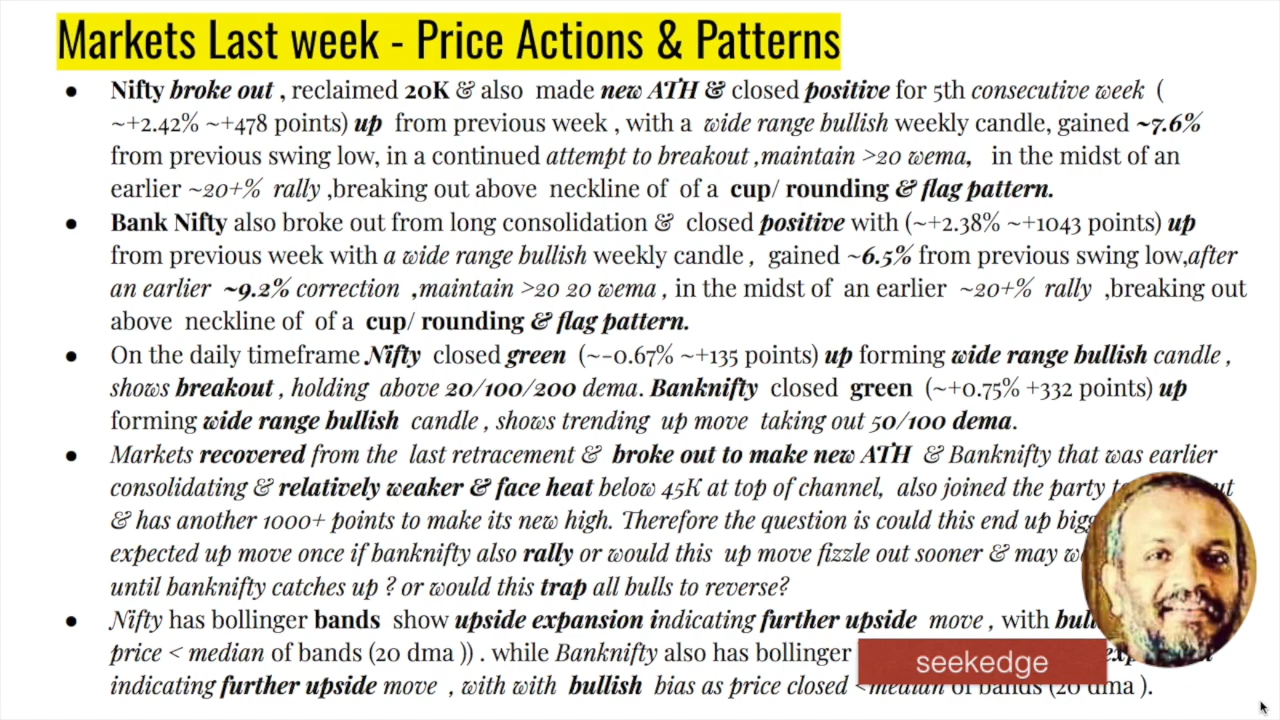 Markets Last week - Price Actions & Patterns
● Nifty broke out , reclaimed 20K & also made new ATH & closed positive for 5th consecutive week (
~+2.42% ~+478 points) up from previous week , with a wide range bullish weekly candle, gained ~7.6%
from previous swing low, in a continued attempt to breakout ,maintain >20 wema, in the midst of an
earlier ~20+% rally ,breaking out above neckline of of a cup/ rounding & flag pattern.
● Bank Nifty also broke out from long consolidation & closed positive with (~+2.38% ~+1043 points) up
from previous week with a wide range bullish weekly candle , gained ~6.5% from previous swing low,after
an earlier ~9.2% correction ,maintain >20 20 wema , in the midst of an earlier ~20+% rally ,breaking out
above neckline of of a cup/ rounding & flag pattern.
● On the daily timeframe Nifty closed green (~-0.67% ~+135 points) up forming wide range bullish candle ,
shows breakout , holding above 20/100/200 dema. Banknifty closed green (~+0.75% +332 points) up
forming wide range bullish candle , shows trending up move taking out 50/100 dema.
● Markets recovered from the last retracement & broke out to make new ATH & Banknifty that was earlier
consolidating & relatively weaker & face heat below 45K at top of channel, also joined the party
& has another 1000+ points to make its new high. Therefore the question is could this end up
expected up move once if banknifty also rally or would this up move fizzle out sooner & may
until banknifty catches up ? or would this trap all bulls to reverse?
● Nifty has bollinger bands show upside expansion indicating further upside move , with
price < median of bands (20 dma )) . while Banknifty also has bollinger
indicating further upside move , with with bullish bias as price closed <median of bands (20 dma ).
seekedge